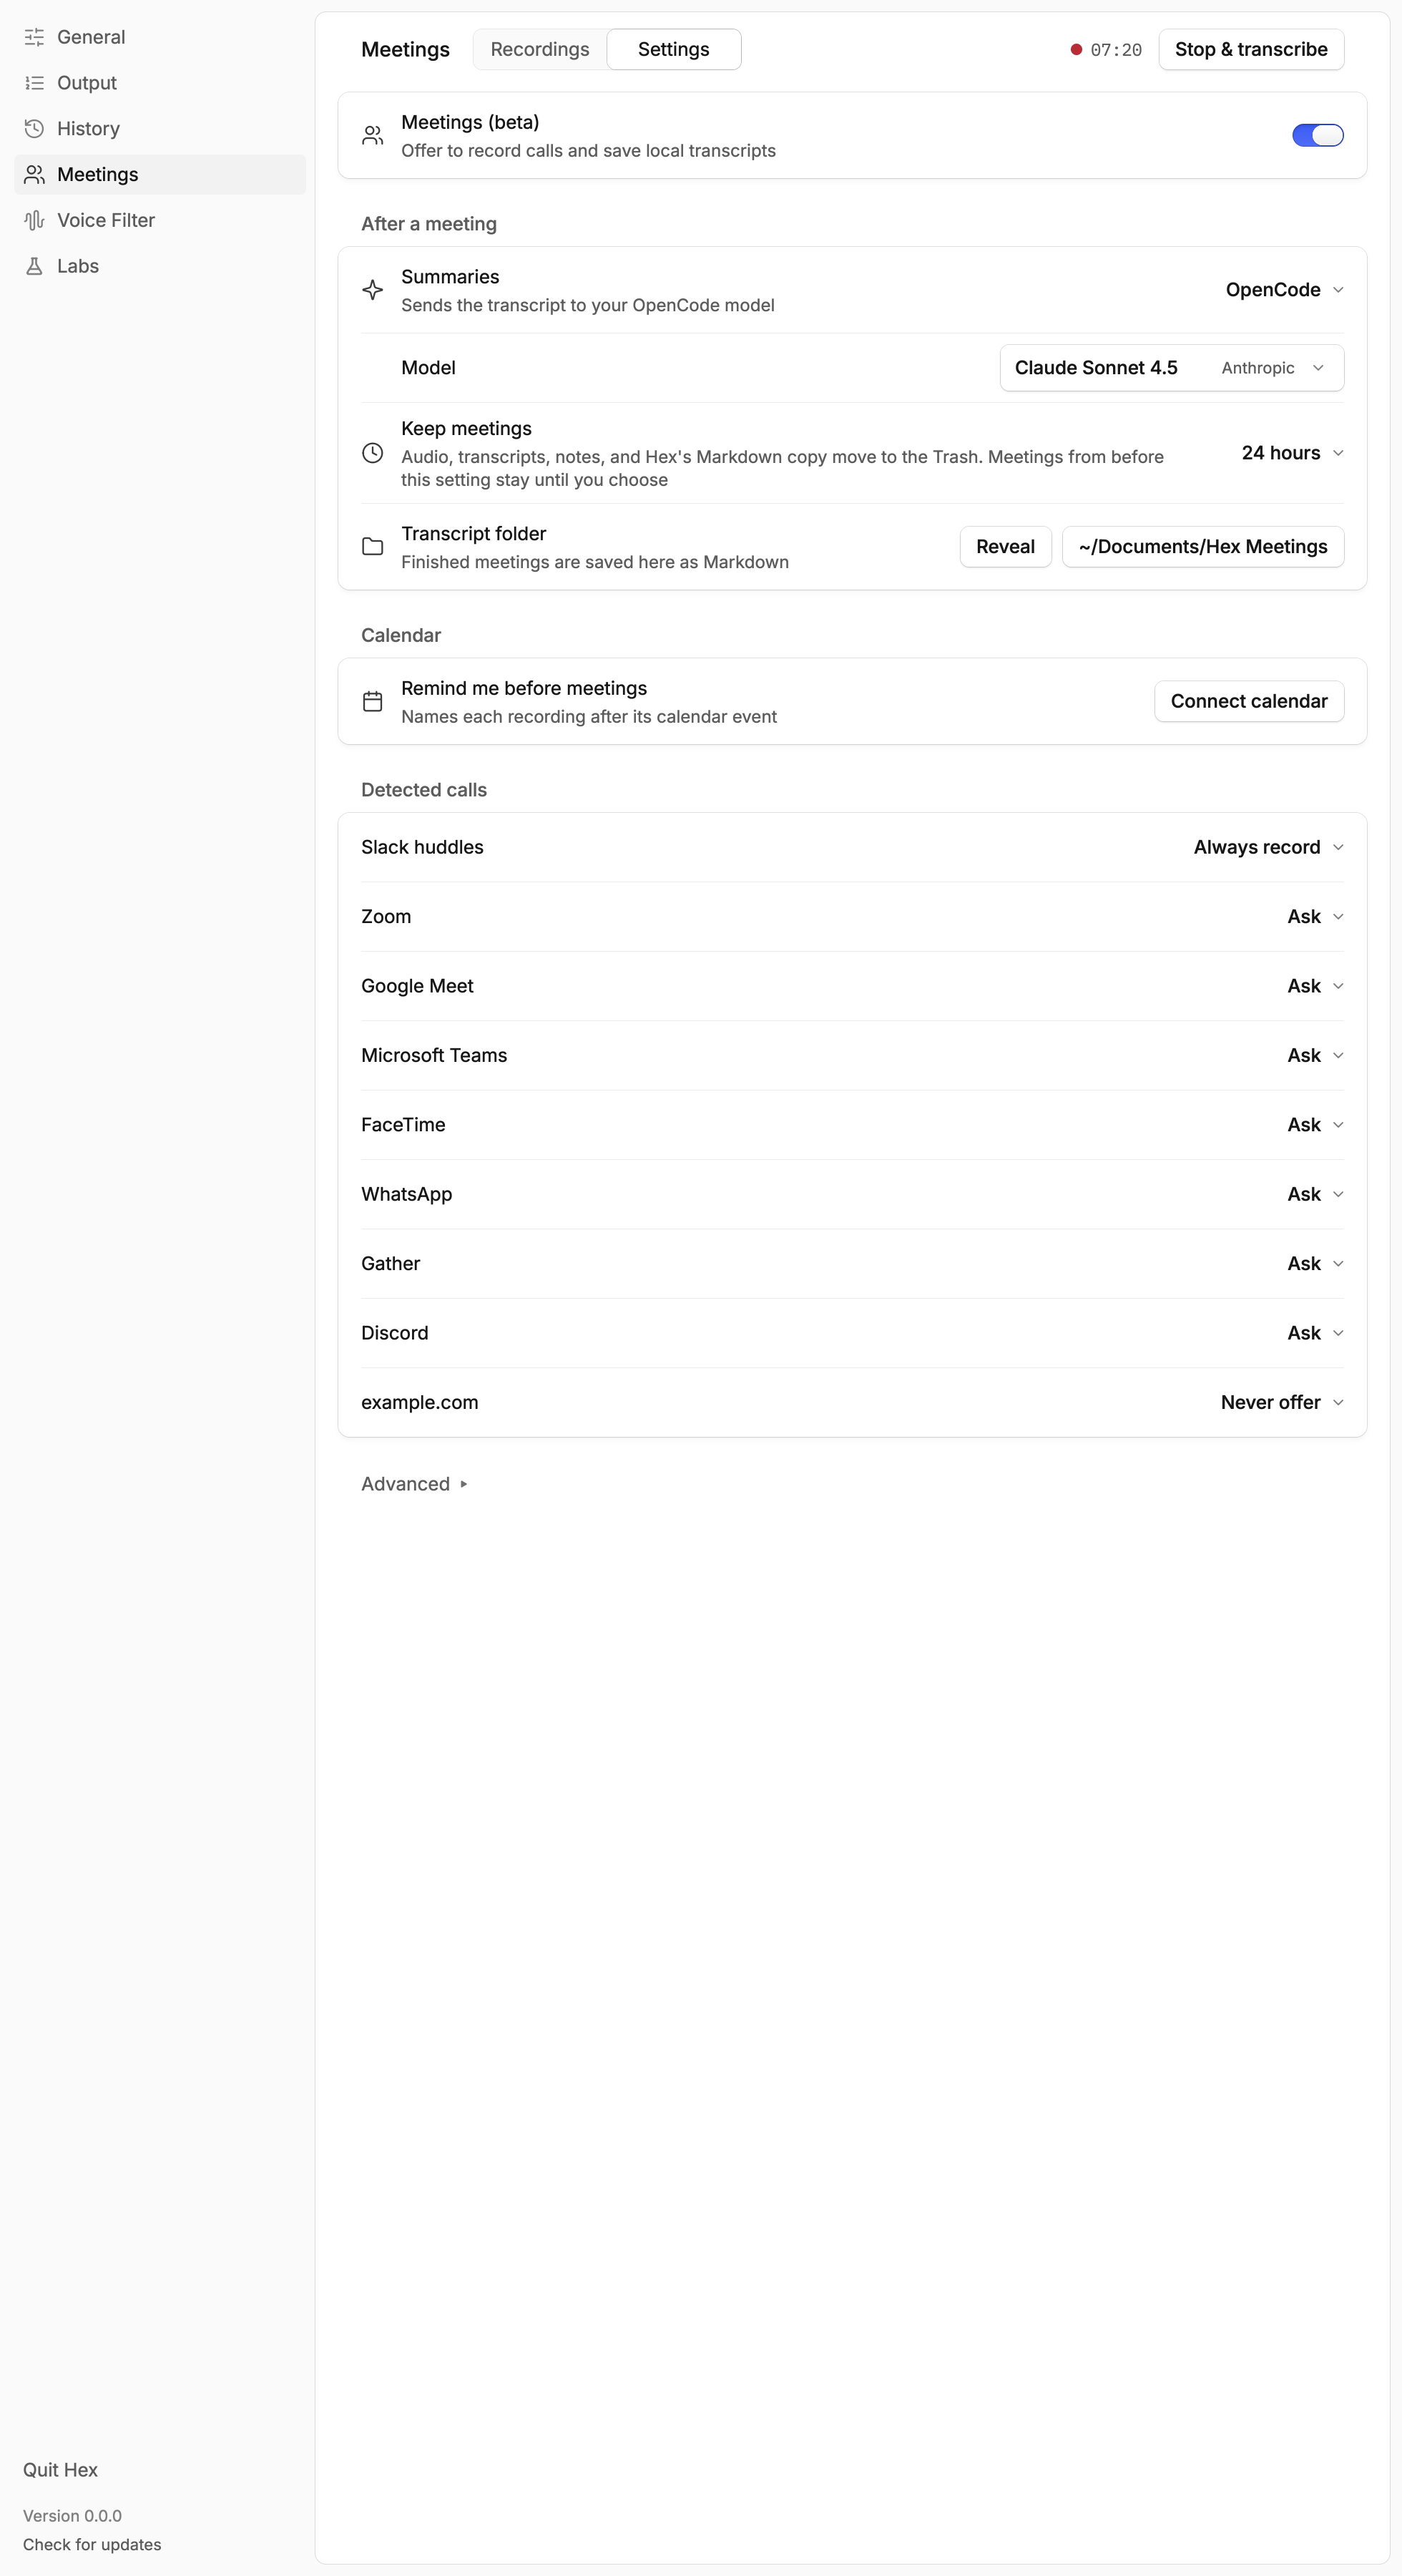 General
Output
History
Meetings
Voice Filter
Labs
Quit Hex
Version 0.0.0
Check for updates
Meetings
Recordings
Settings
07:20
Stop & transcribe
Meetings (beta)
Offer to record calls and save local transcripts
After a meeting
Summaries
Sends the transcript to your OpenCode model
OpenCode
Model
Claude Sonnet 4.5
Anthropic
Keep meetings
Audio, transcripts, notes, and Hex's Markdown copy move to the Trash. Meetings from before
this setting stay until you choose
24 hours
Transcript folder
Finished meetings are saved here as Markdown
Reveal
~/Documents/Hex Meetings
Calendar
Remind me before meetings
Names each recording after its calendar event
Connect calendar
Detected calls
Slack huddles
Always record
Zoom
Ask
Google Meet
Ask
Microsoft Teams
Ask
FaceTime
Ask
WhatsApp
Ask
Gather
Ask
Discord
Ask
example.com
Never offer
Advanced